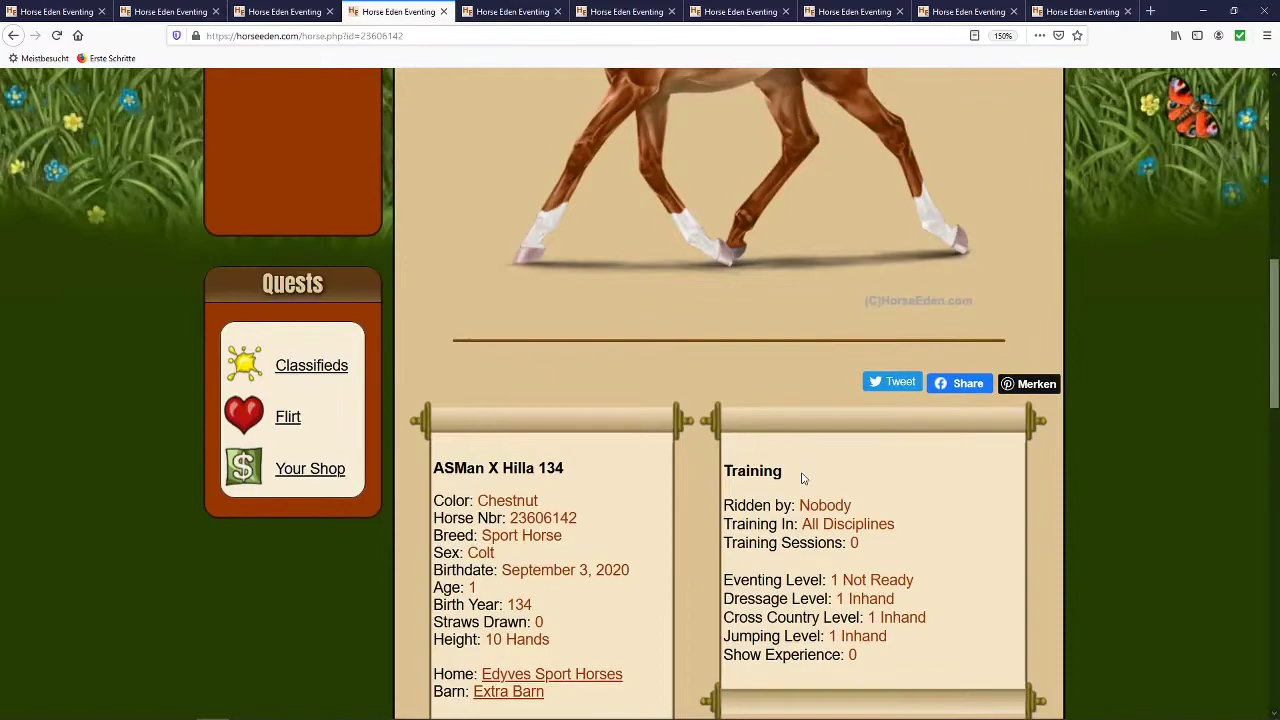 Horse Eden Eventing × Horse Eden Eventing × Horse Eden Eventing × Horse Eden Eventing × Horse Eden Eventing × Horse Eden Eventing × Horse Eden Eventing × Horse Eden Eventing × Horse Eden Eventing × Horse Eden Eventing ×
https://horseeden.com/horse.php?id=23606142 150%
Meistbesucht Erste Schritte
(C)HorseEden.com
Quests
Classifieds
Flirt
Your Shop
Tweet Share Merken
ASMan X Hilla 134
Color: Chestnut
Horse Nbr: 23606142
Breed: Sport Horse
Sex: Colt
Birthdate: September 3, 2020
Age: 1
Birth Year: 134
Straws Drawn: 0
Height: 10 Hands
Home: Edyves Sport Horses
Barn: Extra Barn
Training
Ridden by: Nobody
Training In: All Disciplines
Training Sessions: 0
Eventing Level: 1 Not Ready
Dressage Level: 1 Inhand
Cross Country Level: 1 Inhand
Jumping Level: 1 Inhand
Show Experience: 0